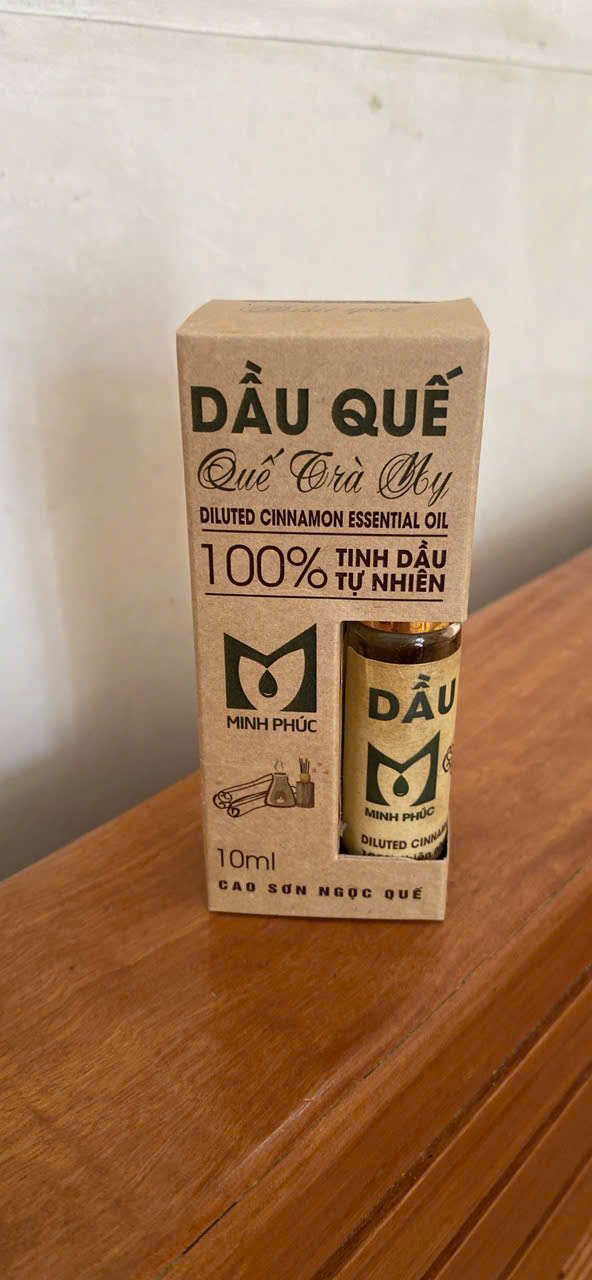 DẦU QUẾ
Quế Trà My
DILUTED CINNAMON ESSENTIAL OIL
100% TINH DẦU
TỰ NHIÊN
MINH PHÚC
10ml
CAO SƠN NGỌC QUẾ
DẦU
MINH PHÚC
DILUTED CINNAM